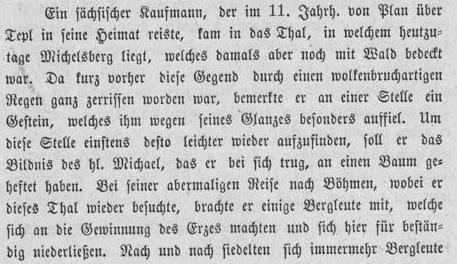 Ein sächsischer Kaufmann, der im 11. Jahrh. von Plan über
Tepl in seine Heimat reiste, kam in das Thal, in welchem heutzu-
tage Michelsberg liegt, welches damals aber noch mit Wald bedeckt
war. Da kurz vorher diese Gegend durch einen wolkenbruchartigen
Regen ganz zerrissen worden war, bemerkte er an einer Stelle ein
Gestein, welches ihm wegen seines Glanzes besonders auffiel. Um
diese Stelle einstens desto leichter wieder aufzufinden, soll er das
Bildnis des hl. Michael, das er bei sich trug, an einen Baum ge-
heftet haben. Bei seiner abermaligen Reise nach Böhmen, wobei er
dieses Thal wieder besuchte, brachte er einige Bergleute mit, welche
sich an die Gewinnung des Erzes machten und sich hier für bestän-
dig niederließen. Nach und nach siedelten sich immermehr Bergleute